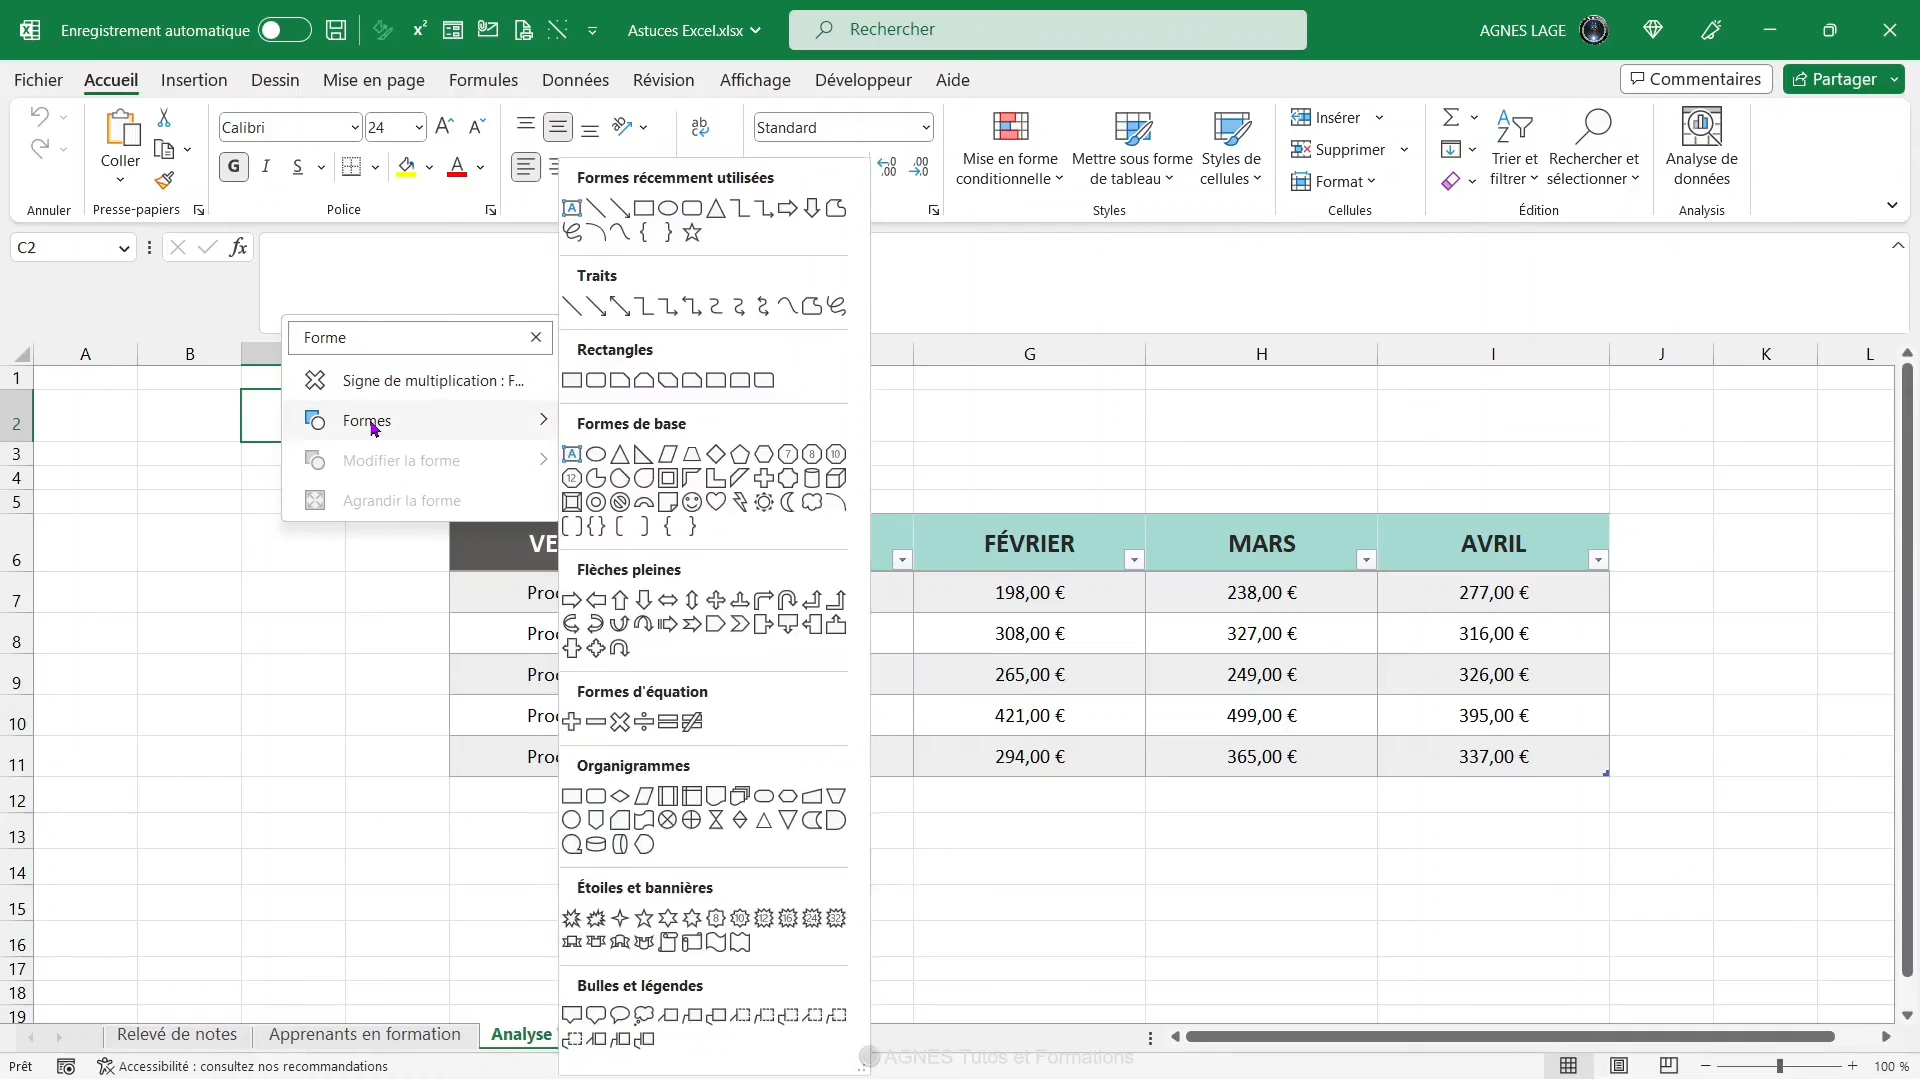 Enregistrement automatique
Astuces Excel.xlsx
Rechercher
AGNES LAGE
Fichier Accueil Insertion Dessin Mise en page Formules Données Révision Affichage Développeur Aide
Commentaires
Partager
Calibri 24
Standard
Coller
G I S
Mise en forme conditionnelle
Mettre sous forme de tableau
Styles de cellules
Insérer
Supprimer
Format
Trier et filtrer
Rechercher et sélectionner
Analyse de données
Annuler Presse-papiers Police Styles Cellules Édition Analysis
C2
fx
Forme
Signe de multiplication : F...
Formes
Modifier la forme
Agrandir la forme
Formes récemment utilisées
Traits
Rectangles
Formes de base
Flèches pleines
Formes d'équation
Organigrammes
Étoiles et bannières
Bulles et légendes
A B G H I J K L
1
2
3
4
5
6 VE FÉVRIER MARS AVRIL
7 Proc 198,00 € 238,00 € 277,00 €
8 Proc 308,00 € 327,00 € 316,00 €
9 Proc 265,00 € 249,00 € 326,00 €
10 Proc 421,00 € 499,00 € 395,00 €
11 Proc 294,00 € 365,00 € 337,00 €
12
13
14
15
16
17
18
19
Relevé de notes Apprenants en formation Analyse
AGNES Tutos et Formations
Prêt
Accessibilité : consultez nos recommandations
100 %